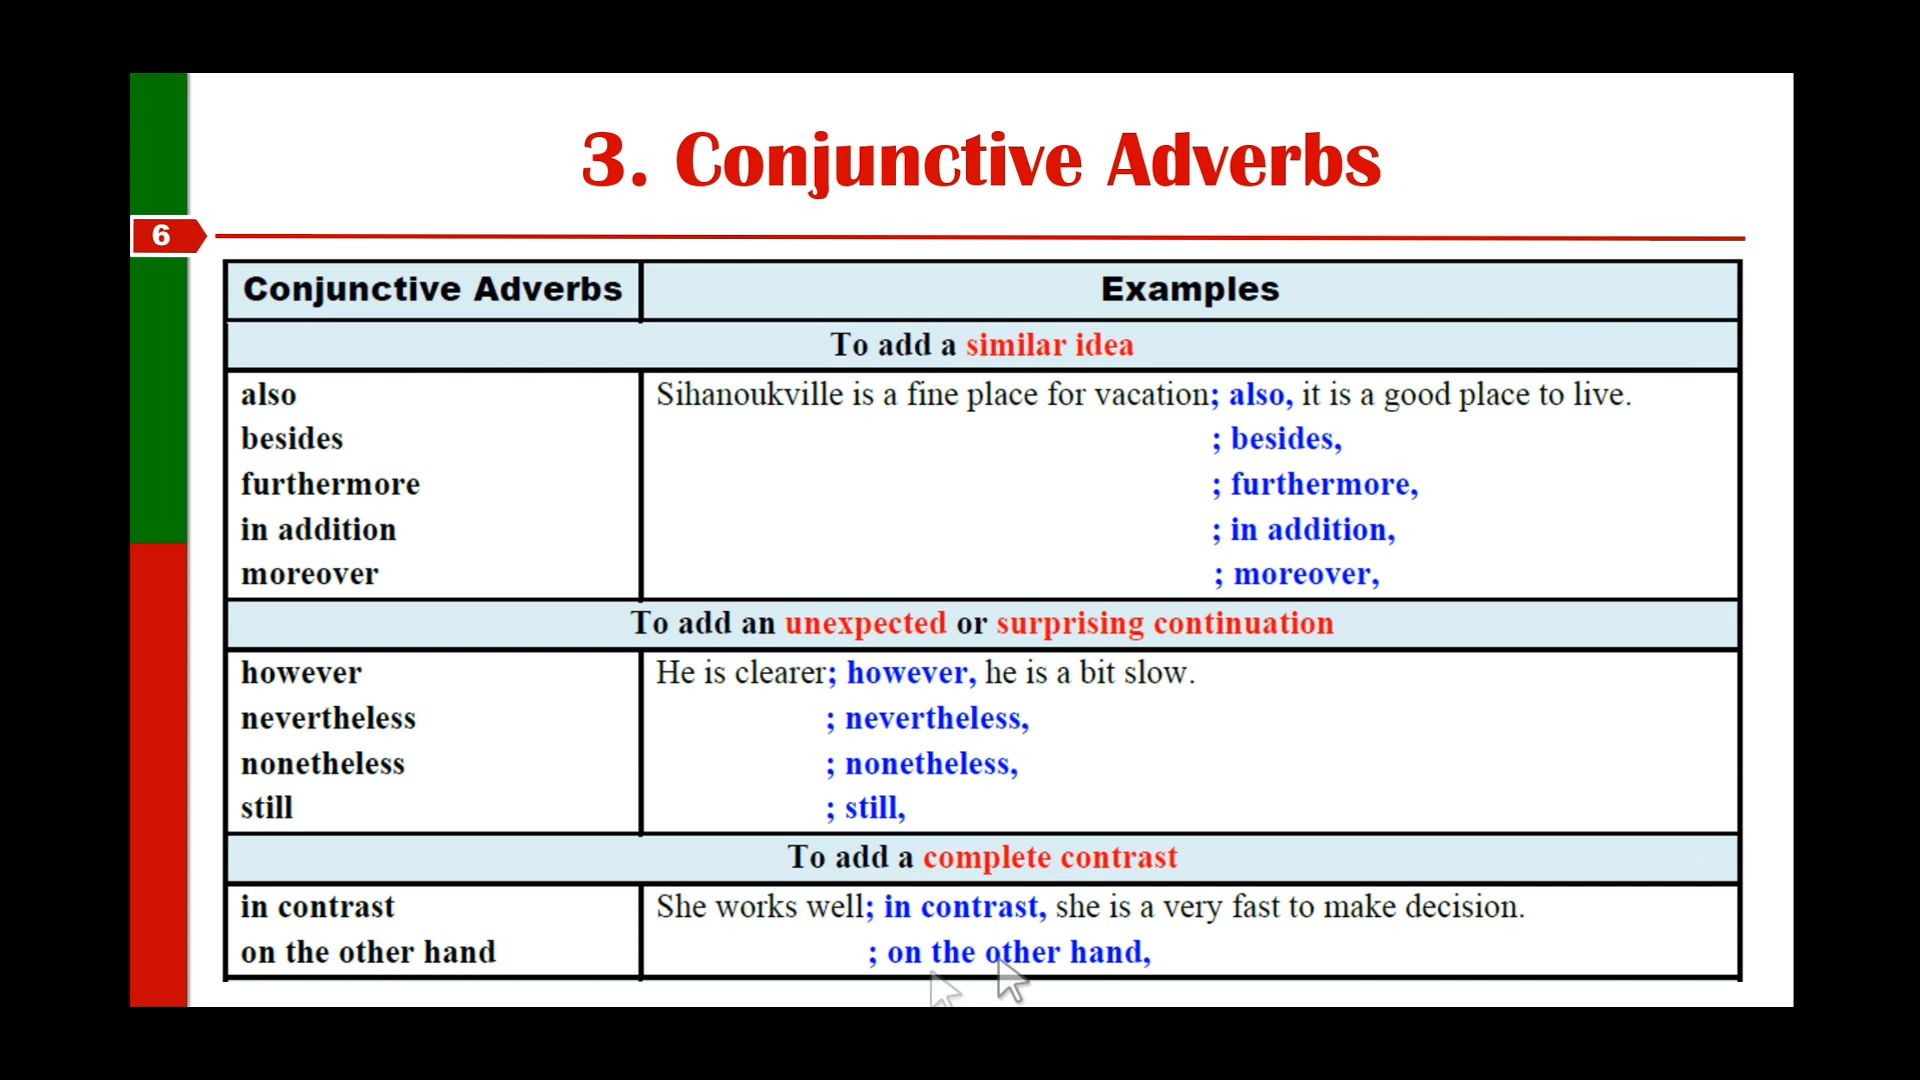 3. Conjunctive Adverbs
6
Conjunctive Adverbs Examples
To add a similar idea
also Sihanoukville is a fine place for vacation; also, it is a good place to live.
besides ; besides,
furthermore ; furthermore,
in addition ; in addition,
moreover ; moreover,
To add an unexpected or surprising continuation
however He is clearer; however, he is a bit slow.
nevertheless ; nevertheless,
nonetheless ; nonetheless,
still ; still,
To add a complete contrast
in contrast She works well; in contrast, she is a very fast to make decision.
on the other hand ; on the other hand,